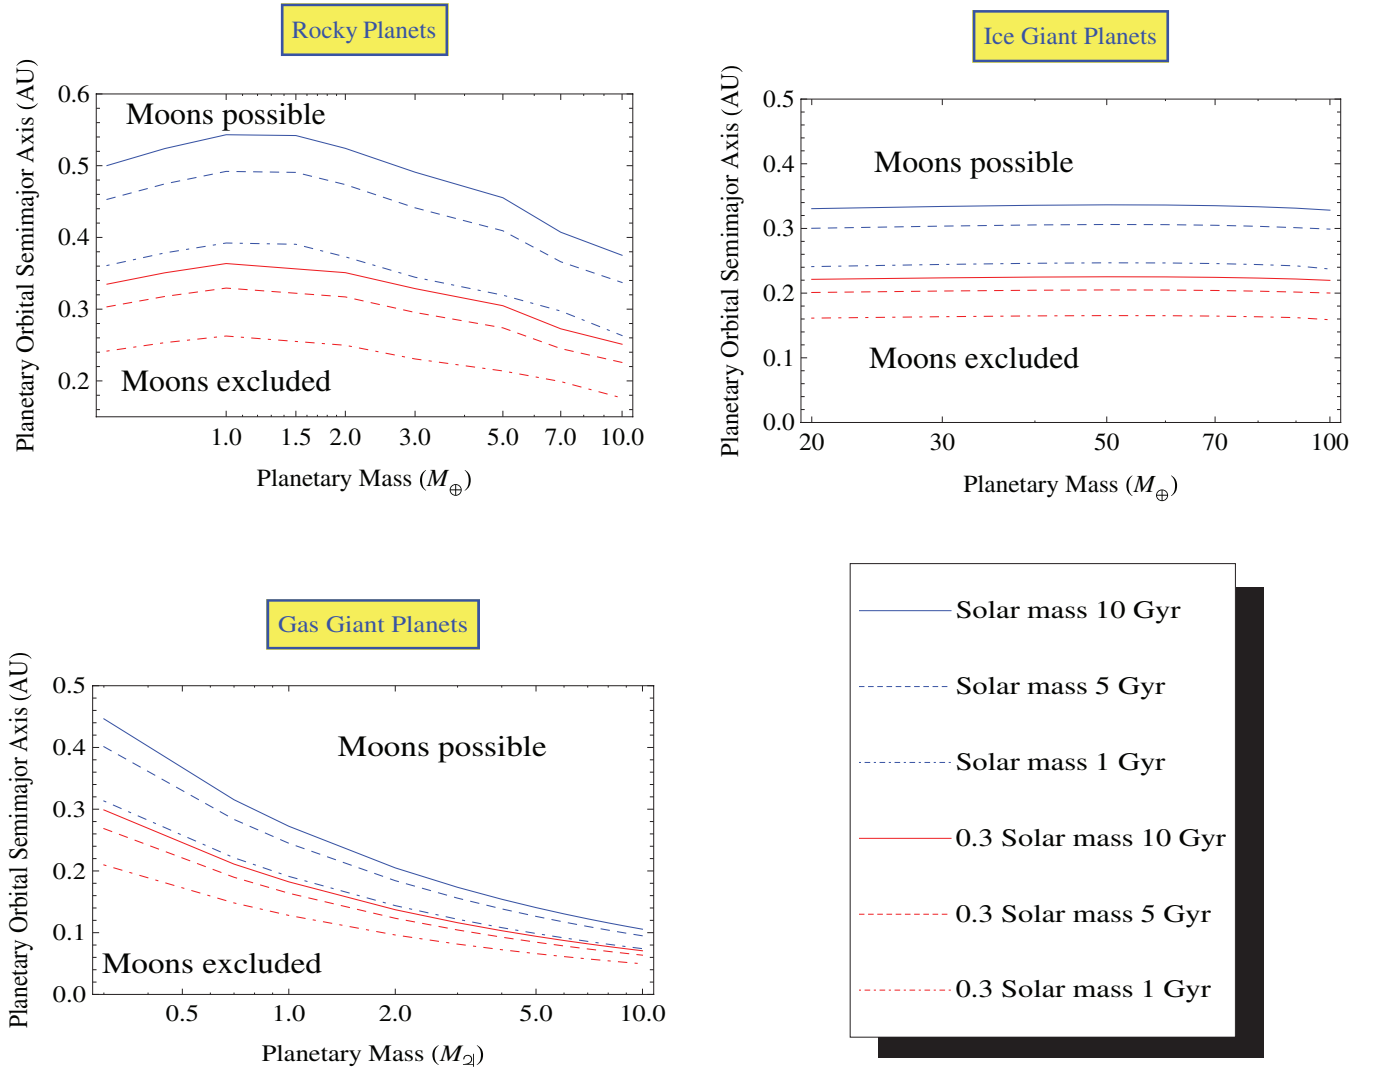 Rocky Planets
Planetary Orbital Semimajor Axis (AU)
0.6
0.5
0.4
0.3
0.2
Moons possible
Moons excluded
1.0 1.5 2.0 3.0 5.0 7.0 10.0
Planetary Mass (M⊕)
Ice Giant Planets
Planetary Orbital Semimajor Axis (AU)
0.5
0.4
0.3
0.2
0.1
0.0
Moons possible
Moons excluded
20 30 50 70 100
Planetary Mass (M⊕)
Gas Giant Planets
Planetary Orbital Semimajor Axis (AU)
0.5
0.4
0.3
0.2
0.1
0.0
Moons possible
Moons excluded
0.5 1.0 2.0 5.0 10.0
Planetary Mass (M♃)
Solar mass 10 Gyr
Solar mass 5 Gyr
Solar mass 1 Gyr
0.3 Solar mass 10 Gyr
0.3 Solar mass 5 Gyr
0.3 Solar mass 1 Gyr